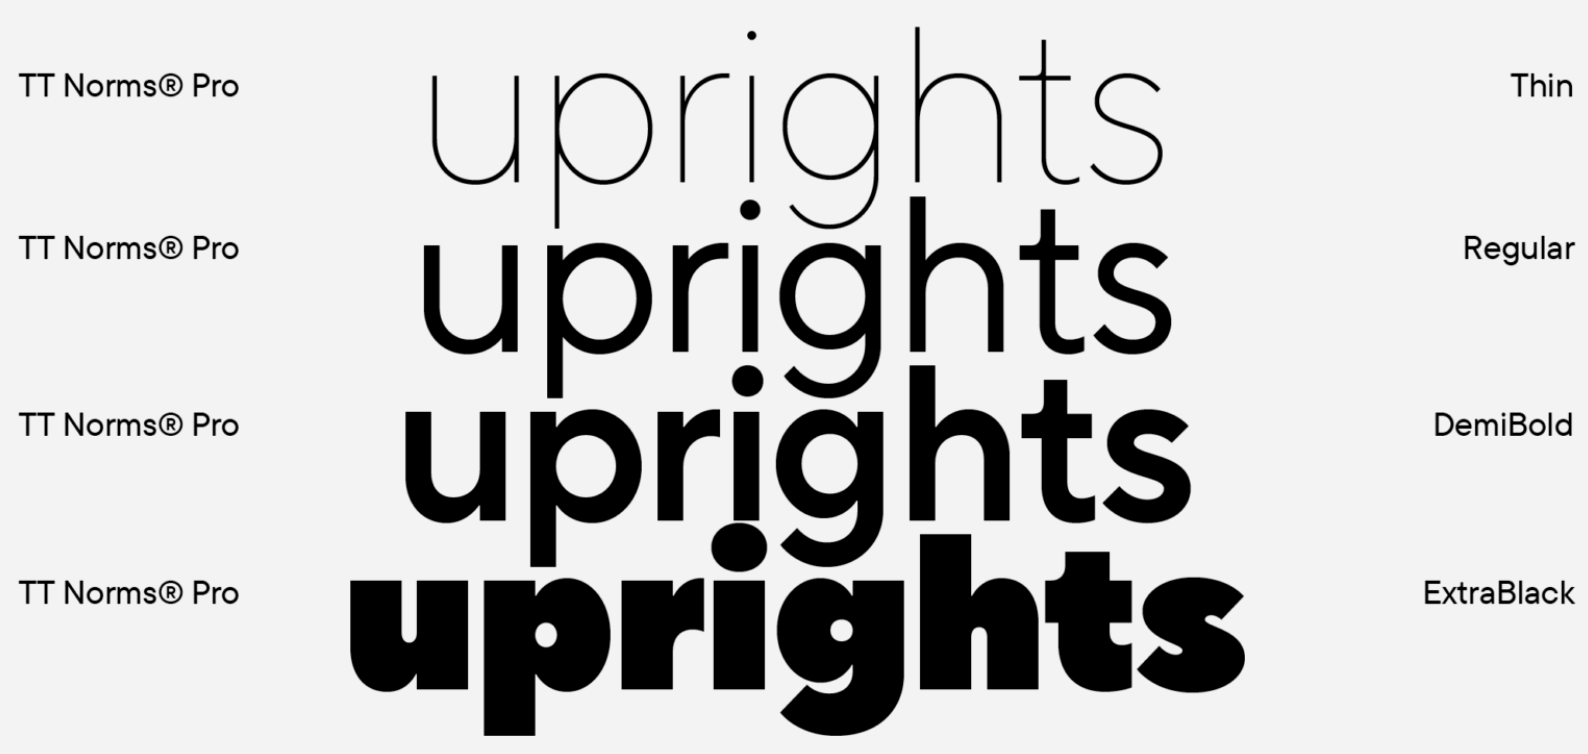 TT Norms® Pro uprights Thin
TT Norms® Pro uprights Regular
TT Norms® Pro uprights DemiBold
TT Norms® Pro uprights ExtraBlack